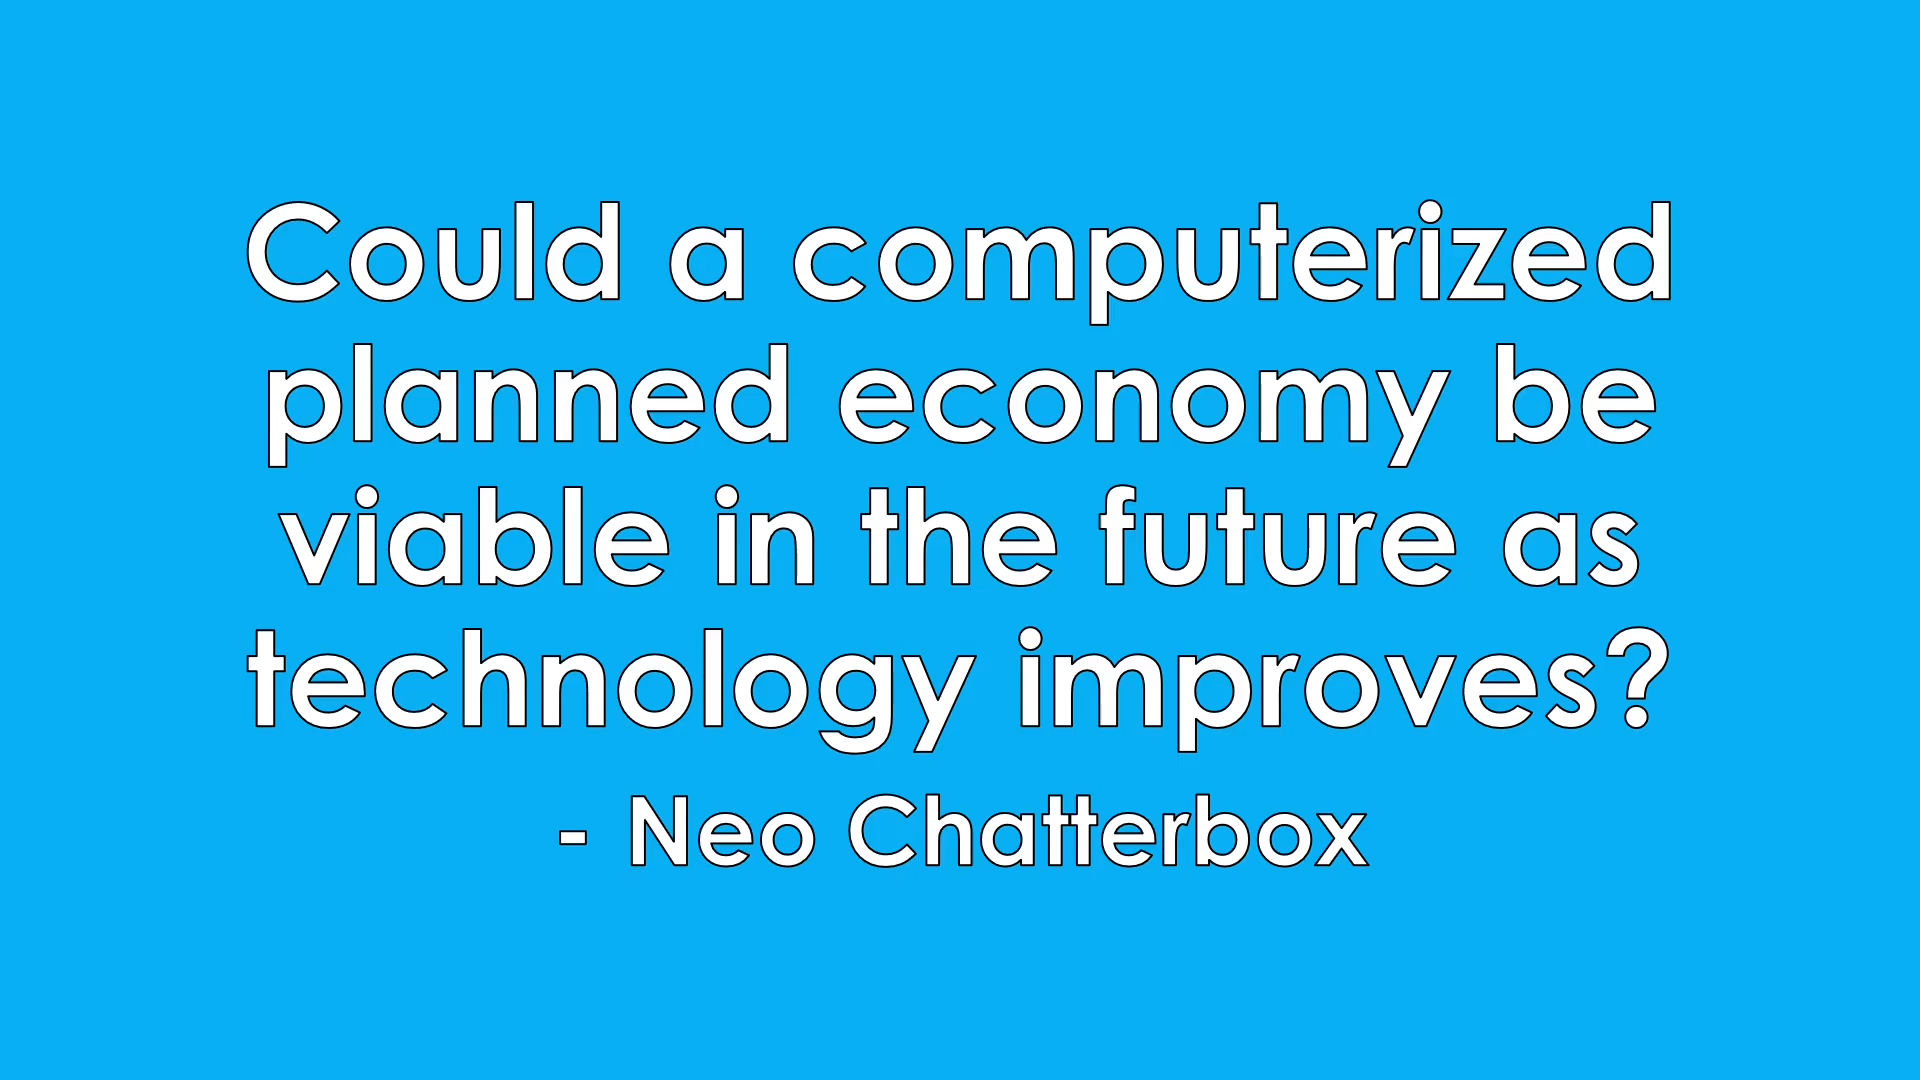 Could a computerized
planned economy be
viable in the future as
technology improves?
- Neo Chatterbox